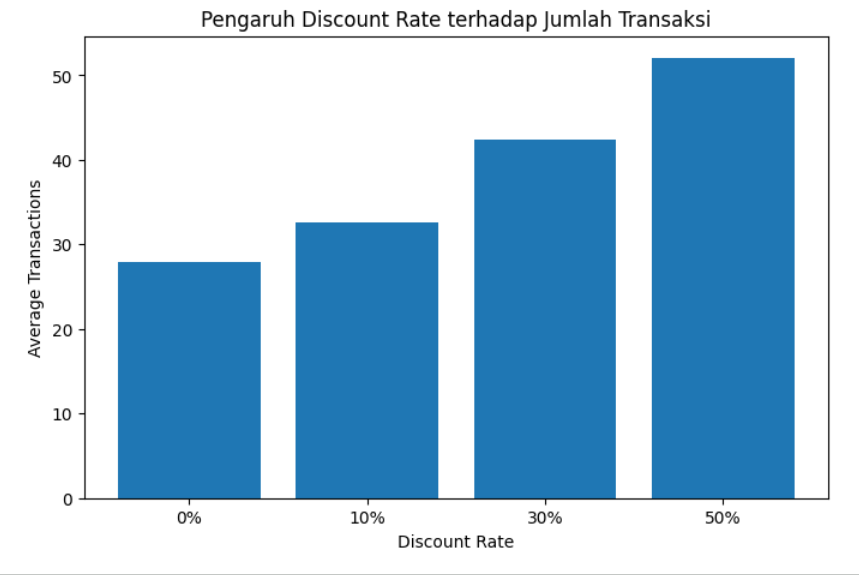 Pengaruh Discount Rate terhadap Jumlah Transaksi
Average Transactions
50
40
30
20
10
0
0% 10% 30% 50%
Discount Rate